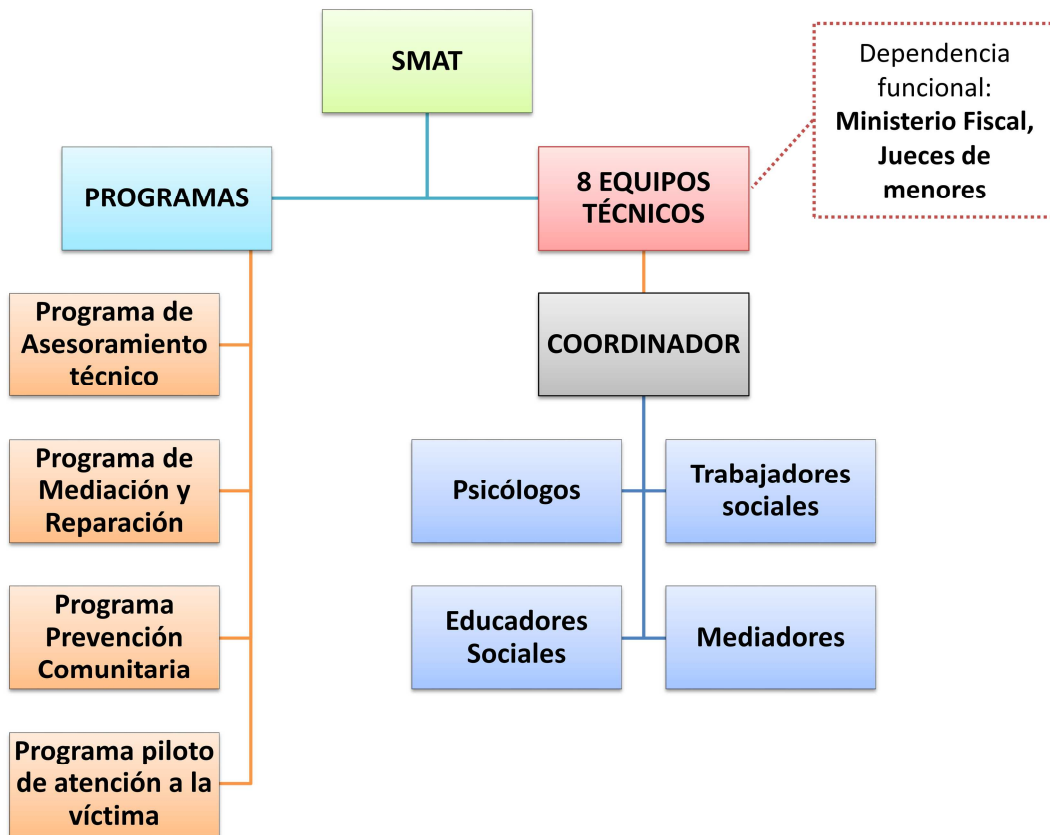 SMAT
Dependencia
funcional:
Ministerio Fiscal,
Jueces de
menores
PROGRAMAS
8 EQUIPOS
TÉCNICOS
Programa de
Asesoramiento
técnico
COORDINADOR
Programa de
Mediación y
Reparación
Psicólogos
Trabajadores
sociales
Programa
Prevención
Comunitaria
Educadores
Sociales
Mediadores
Programa piloto
de atención a la
víctima